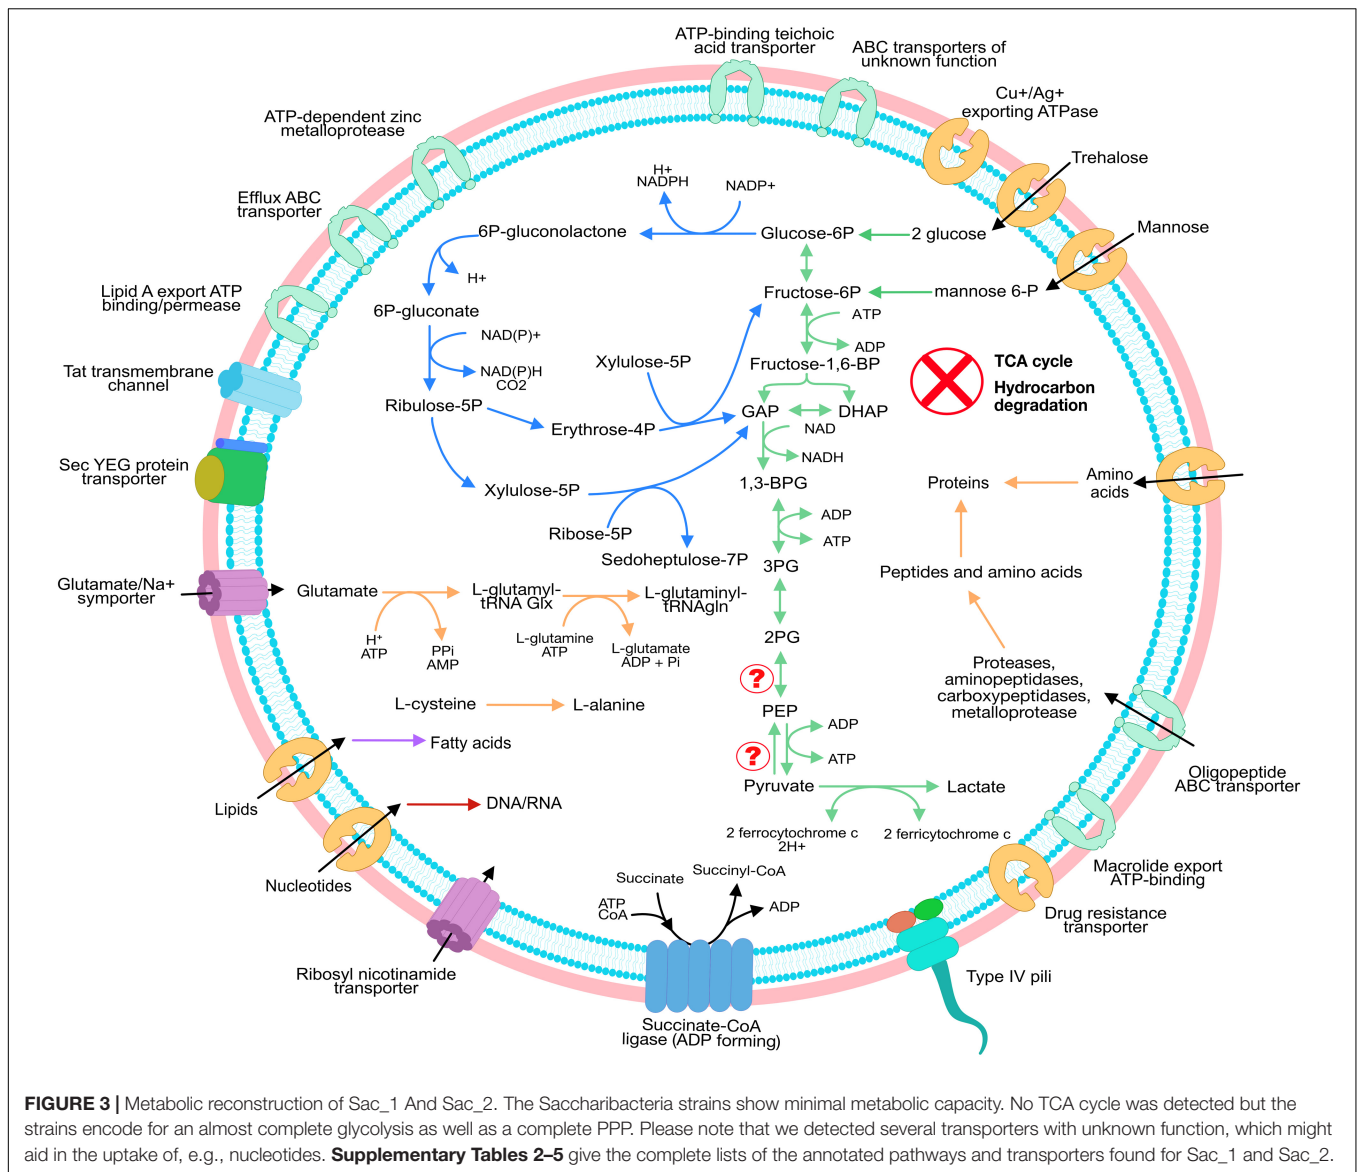 ATP-binding teichoic
acid transporter
ABC transporters of
unknown function
Cu+/Ag+
exporting ATPase
Trehalose
Mannose
ATP-dependent zinc
metalloprotease
Efflux ABC
transporter
Lipid A export ATP
binding/permease
Tat transmembrane
channel
Sec YEG protein
transporter
Glutamate/Na+
symporter
H+
NADPH
NADP+
6P-gluconolactone
Glucose-6P
2 glucose
H+
6P-gluconate
Fructose-6P
mannose 6-P
NAD(P)+
ATP
ADP
NAD(P)H
CO2
Xylulose-5P
Fructose-1,6-BP
TCA cycle
Hydrocarbon
degradation
Ribulose-5P
Erythrose-4P
GAP
DHAP
NAD
NADH
Xylulose-5P
1,3-BPG
Proteins
Amino
acids
Ribose-5P
ADP
ATP
Sedoheptulose-7P
3PG
Peptides and amino acids
Glutamate
L-glutamyl-
tRNA Glx
L-glutaminyl-
tRNAgln
H+
ATP
PPi
AMP
L-glutamine
ATP
L-glutamate
ADP + Pi
2PG
?
Proteases,
aminopeptidases,
carboxypeptidases,
metalloprotease
L-cysteine
L-alanine
PEP
ADP
ATP
?
Fatty acids
Lipids
Pyruvate
Lactate
Oligopeptide
ABC transporter
DNA/RNA
Nucleotides
2 ferrocytochrome c
2H+
2 ferricytochrome c
Macrolide export
ATP-binding
Succinate
Succinyl-CoA
ATP
CoA
ADP
Drug resistance
transporter
Ribosyl nicotinamide
transporter
Type IV pili
Succinate-CoA
ligase (ADP forming)
FIGURE 3 | Metabolic reconstruction of Sac_1 And Sac_2. The Saccharibacteria strains show minimal metabolic capacity. No TCA cycle was detected but the
strains encode for an almost complete glycolysis as well as a complete PPP. Please note that we detected several transporters with unknown function, which might
aid in the uptake of, e.g., nucleotides. Supplementary Tables 2–5 give the complete lists of the annotated pathways and transporters found for Sac_1 and Sac_2.